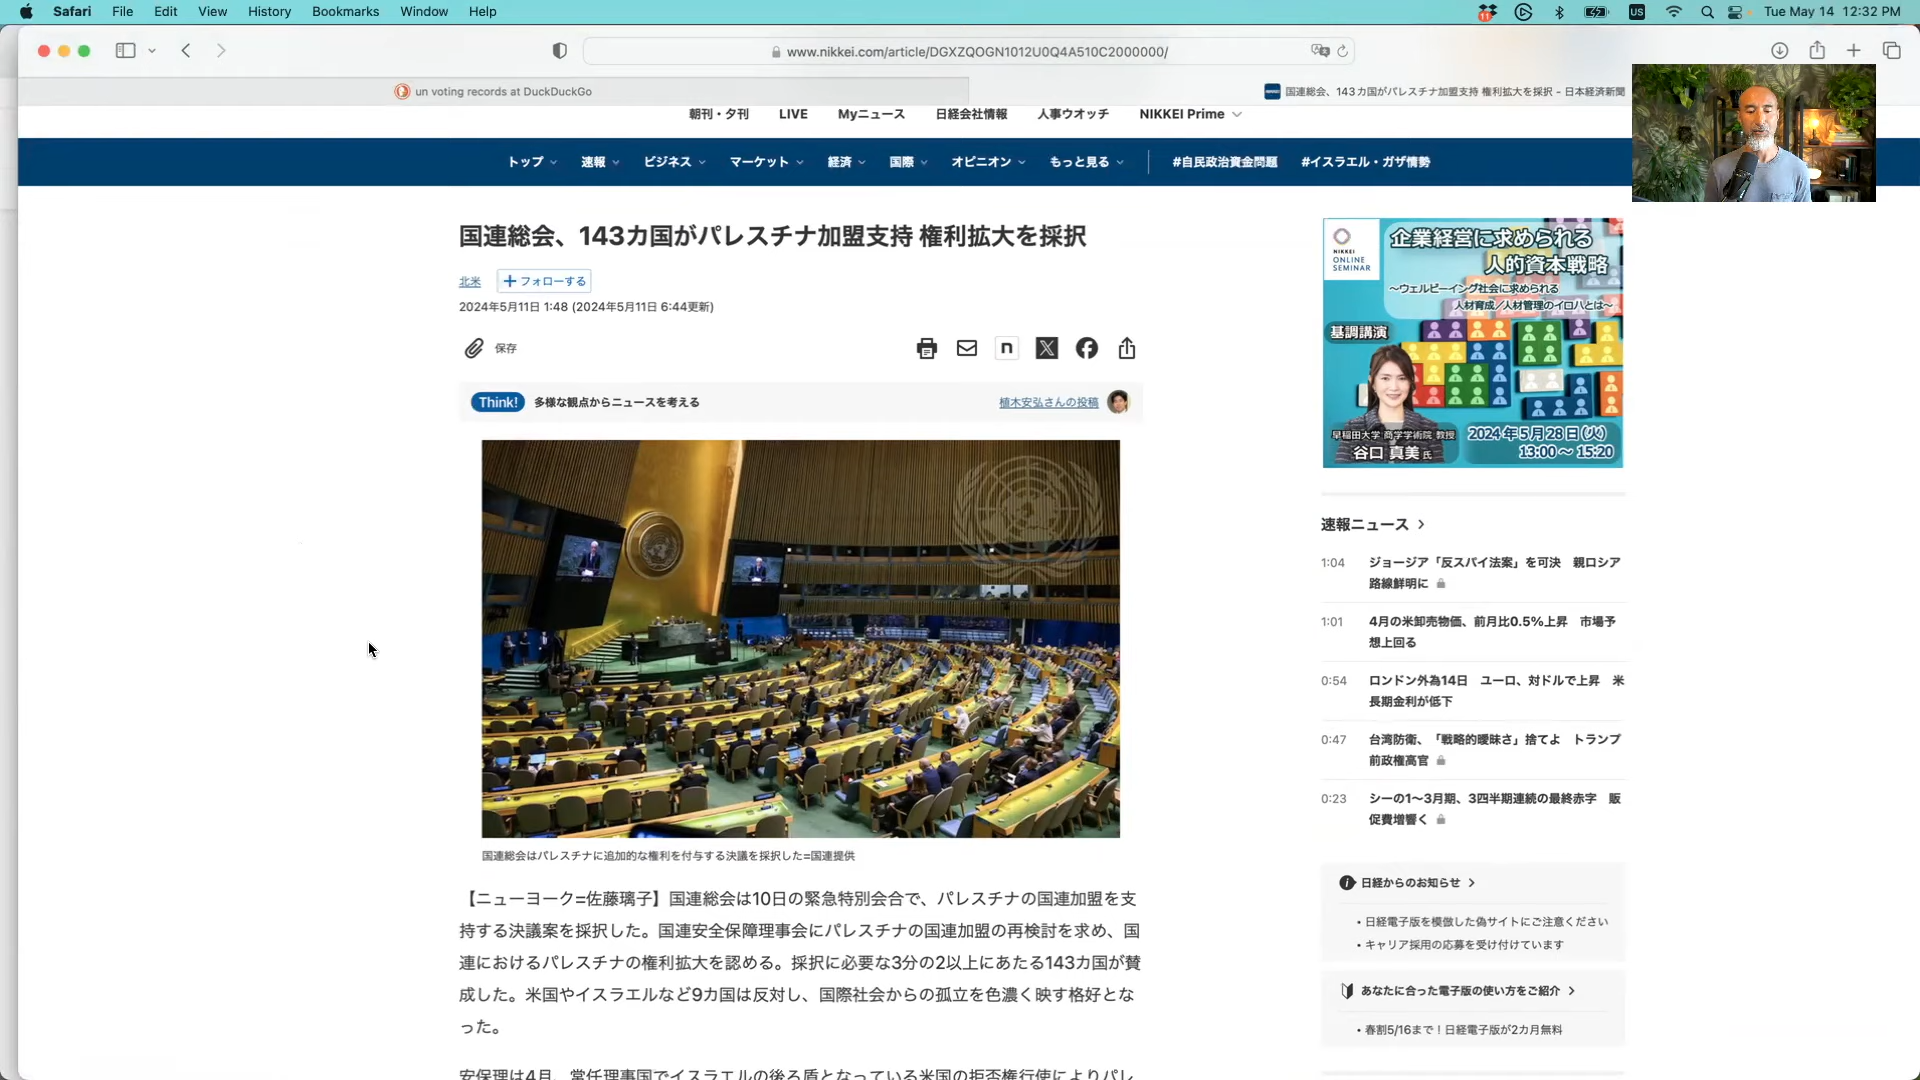 Safari File Edit View History Bookmarks Window Help
11
US
Tue May 14 12:32 PM
www.nikkei.com/article/DGXZQOGN1012U0Q4A510C2000000/
un voting records at DuckDuckGo
国連総会、143カ国がパレスチナ加盟支持 権利拡大を採択 - 日本経済新聞
朝刊・夕刊 LIVE Myニュース 日経会社情報 人事ウオッチ NIKKEI Prime
トップ 速報 ビジネス マーケット 経済 国際 オピニオン もっと見る #自民政治資金問題 #イスラエル・ガザ情勢
国連総会、143カ国がパレスチナ加盟支持 権利拡大を採択
北米 フォローする
2024年5月11日 1:48 (2024年5月11日 6:44更新)
保存
Think! 多様な観点からニュースを考える 植木安弘さんの投稿
国連総会はパレスチナに追加的な権利を付与する決議を採択した=国連提供
【ニューヨーク=佐藤璃子】国連総会は10日の緊急特別会合で、パレスチナの国連加盟を支
持する決議案を採択した。国連安全保障理事会にパレスチナの国連加盟の再検討を求め、国
連におけるパレスチナの権利拡大を認める。採択に必要な3分の2以上にあたる143カ国が賛
成した。米国やイスラエルなど9カ国は反対し、国際社会からの孤立を色濃く映す格好とな
った。
安保理は4月、常任理事国でイスラエルの後ろ盾となっている米国の拒否権行使によりパレ
NIKKEI
ONLINE
SEMINAR
企業経営に求められる
人的資本戦略
～ウェルビーイング社会に求められる
人材育成／人材管理のイロハとは～
基調講演
早稲田大学 商学学術院 教授
谷口 真美 氏
2024年5月28日(火)
13:00～15:20
速報ニュース
1:04 ジョージア「反スパイ法案」を可決 親ロシア
路線鮮明に
1:01 4月の米卸売物価、前月比0.5%上昇 市場予
想上回る
0:54 ロンドン外為14日 ユーロ、対ドルで上昇 米
長期金利が低下
0:47 台湾防衛、「戦略的曖昧さ」捨てよ トランプ
前政権高官
0:23 シーの1～3月期、3四半期連続の最終赤字 販
促費増響く
日経からのお知らせ
・日経電子版を模倣した偽サイトにご注意ください
・キャリア採用の応募を受け付けています
あなたに合った電子版の使い方をご紹介
・春割5/16まで！日経電子版が2カ月無料